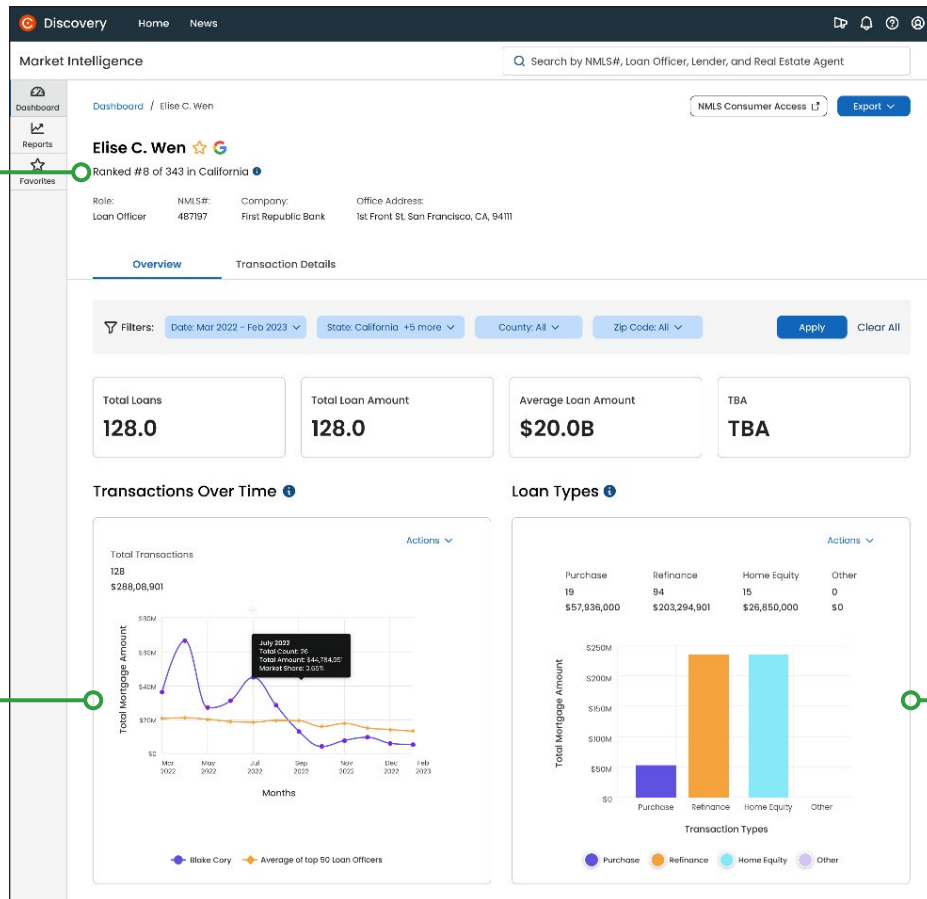 Discovery Home News
Market Intelligence
Search by NMLS#, Loan Officer, Lender, and Real Estate Agent
Dashboard
Reports
Favorites
Dashboard / Elise C. Wen
NMLS Consumer Access
Export
Elise C. Wen
Ranked #8 of 343 in California
Role: NMLS#: Company: Office Address:
Loan Officer 487197 First Republic Bank 1st Front St, San Francisco, CA, 94111
Overview Transaction Details
Filters: Date: Mar 2022 - Feb 2023 State: California +5 more County: All Zip Code: All Apply Clear All
Total Loans
128.0
Total Loan Amount
128.0
Average Loan Amount
$20.0B
TBA
TBA
Transactions Over Time
Actions
Total Transactions
128
$288,08,901
Total Mortgage Amount
$80M
$60M
$40M
$20M
$0
July 2022
Total Count: 26
Total Amount: $44,784,051
Market Share: 3.65%
Mar 2022
May 2022
Jul 2022
Sep 2022
Nov 2022
Dec 2022
Feb 2023
Months
Blake Cory Average of top 50 Loan Officers
Loan Types
Actions
Purchase Refinance Home Equity Other
19 94 15 0
$57,936,000 $203,294,901 $26,850,000 $0
Total Mortgage Amount
$250M
$200M
$150M
$100M
$50M
$0
Purchase Refinance Home Equity Other
Transaction Types
Purchase Refinance Home Equity Other